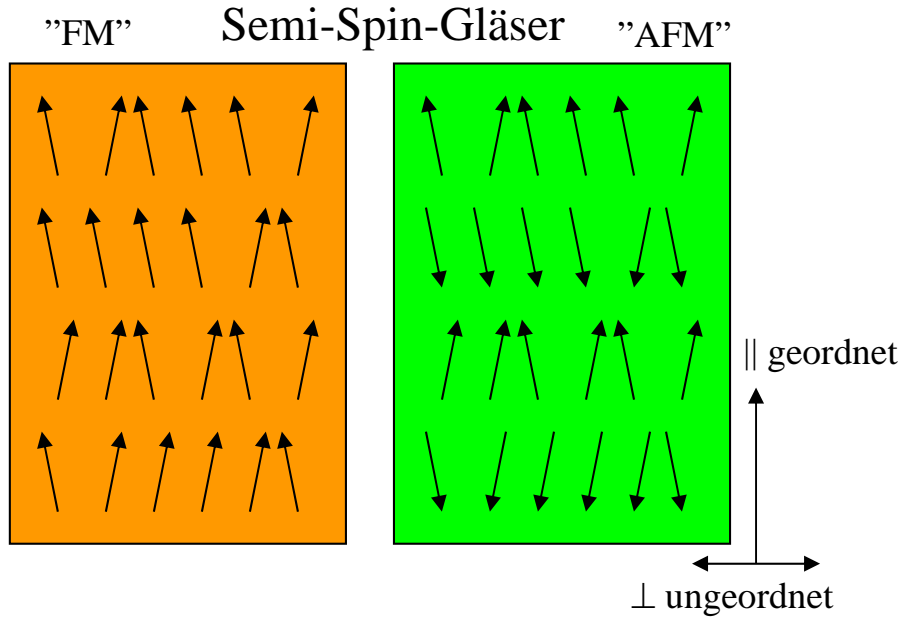 ”FM” Semi-Spin-Gläser ”AFM”
|| geordnet
⊥ ungeordnet